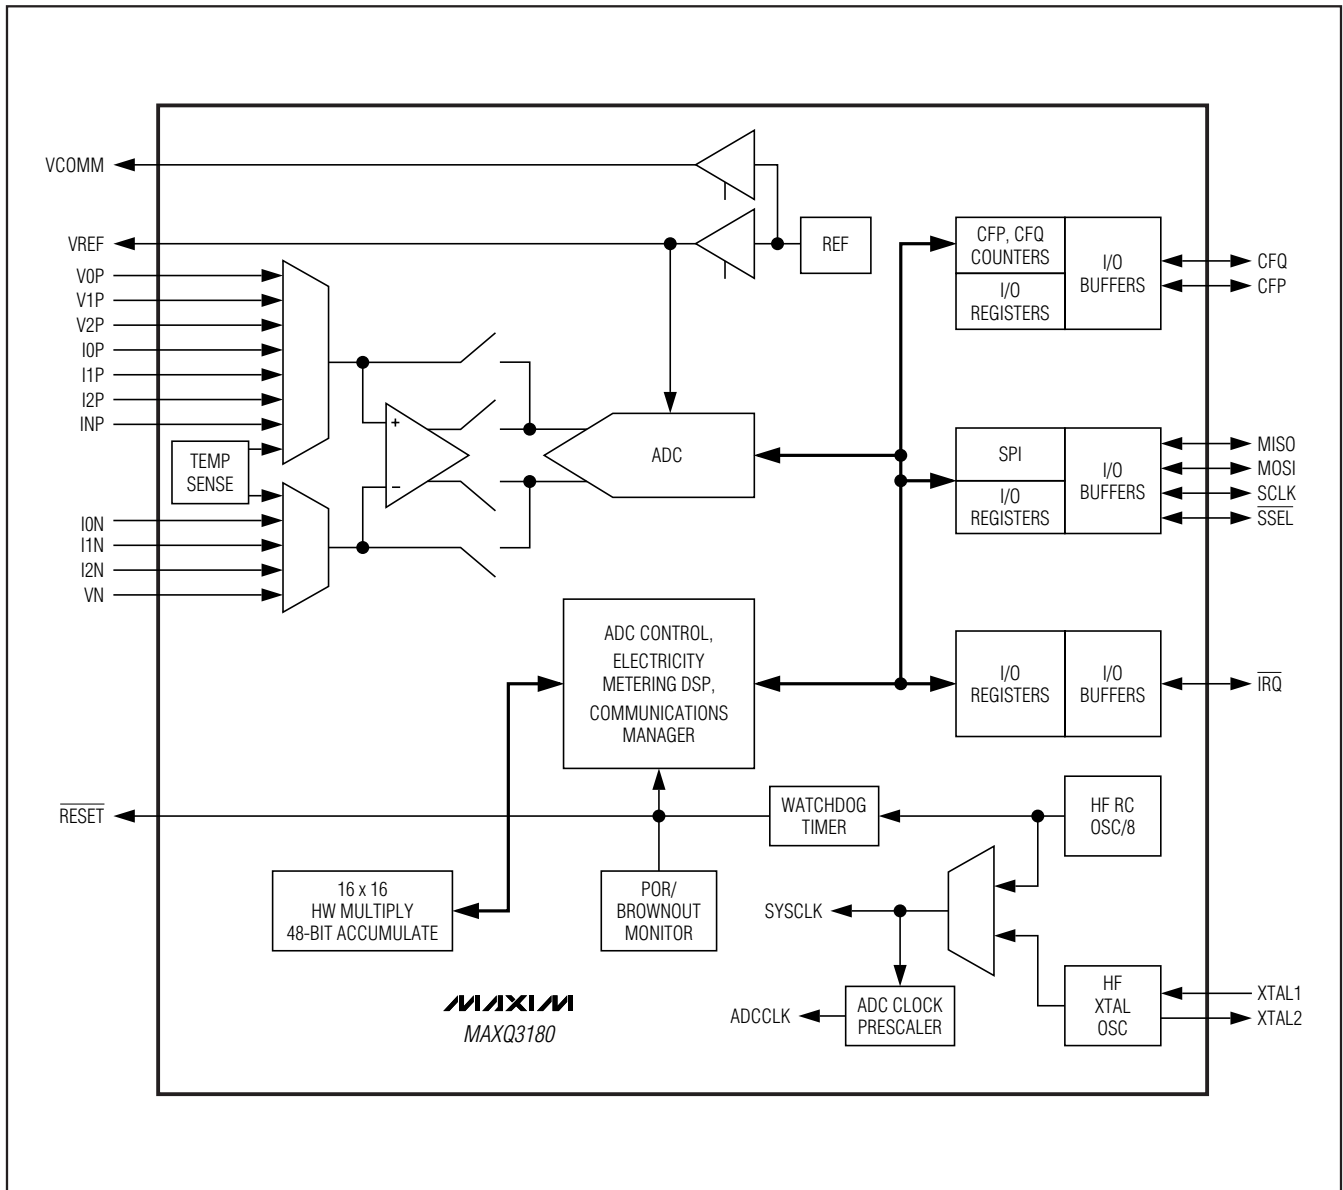 VCOMM
VREF
REF
V0P
V1P
V2P
I0P
I1P
I2P
INP
TEMP
SENSE
I0N
I1N
I2N
VN
+
−
ADC
CFP, CFQ
COUNTERS
I/O
REGISTERS
I/O
BUFFERS
CFQ
CFP
SPI
I/O
REGISTERS
I/O
BUFFERS
MISO
MOSI
SCLK
SSEL
ADC CONTROL,
ELECTRICITY
METERING DSP,
COMMUNICATIONS
MANAGER
I/O
REGISTERS
I/O
BUFFERS
IRQ
RESET
WATCHDOG
TIMER
HF RC
OSC/8
16 x 16
HW MULTIPLY
48-BIT ACCUMULATE
POR/
BROWNOUT
MONITOR
SYSCLK
ADCCLK
ADC CLOCK
PRESCALER
HF
XTAL
OSC
XTAL1
XTAL2
MAXIM
MAXQ3180